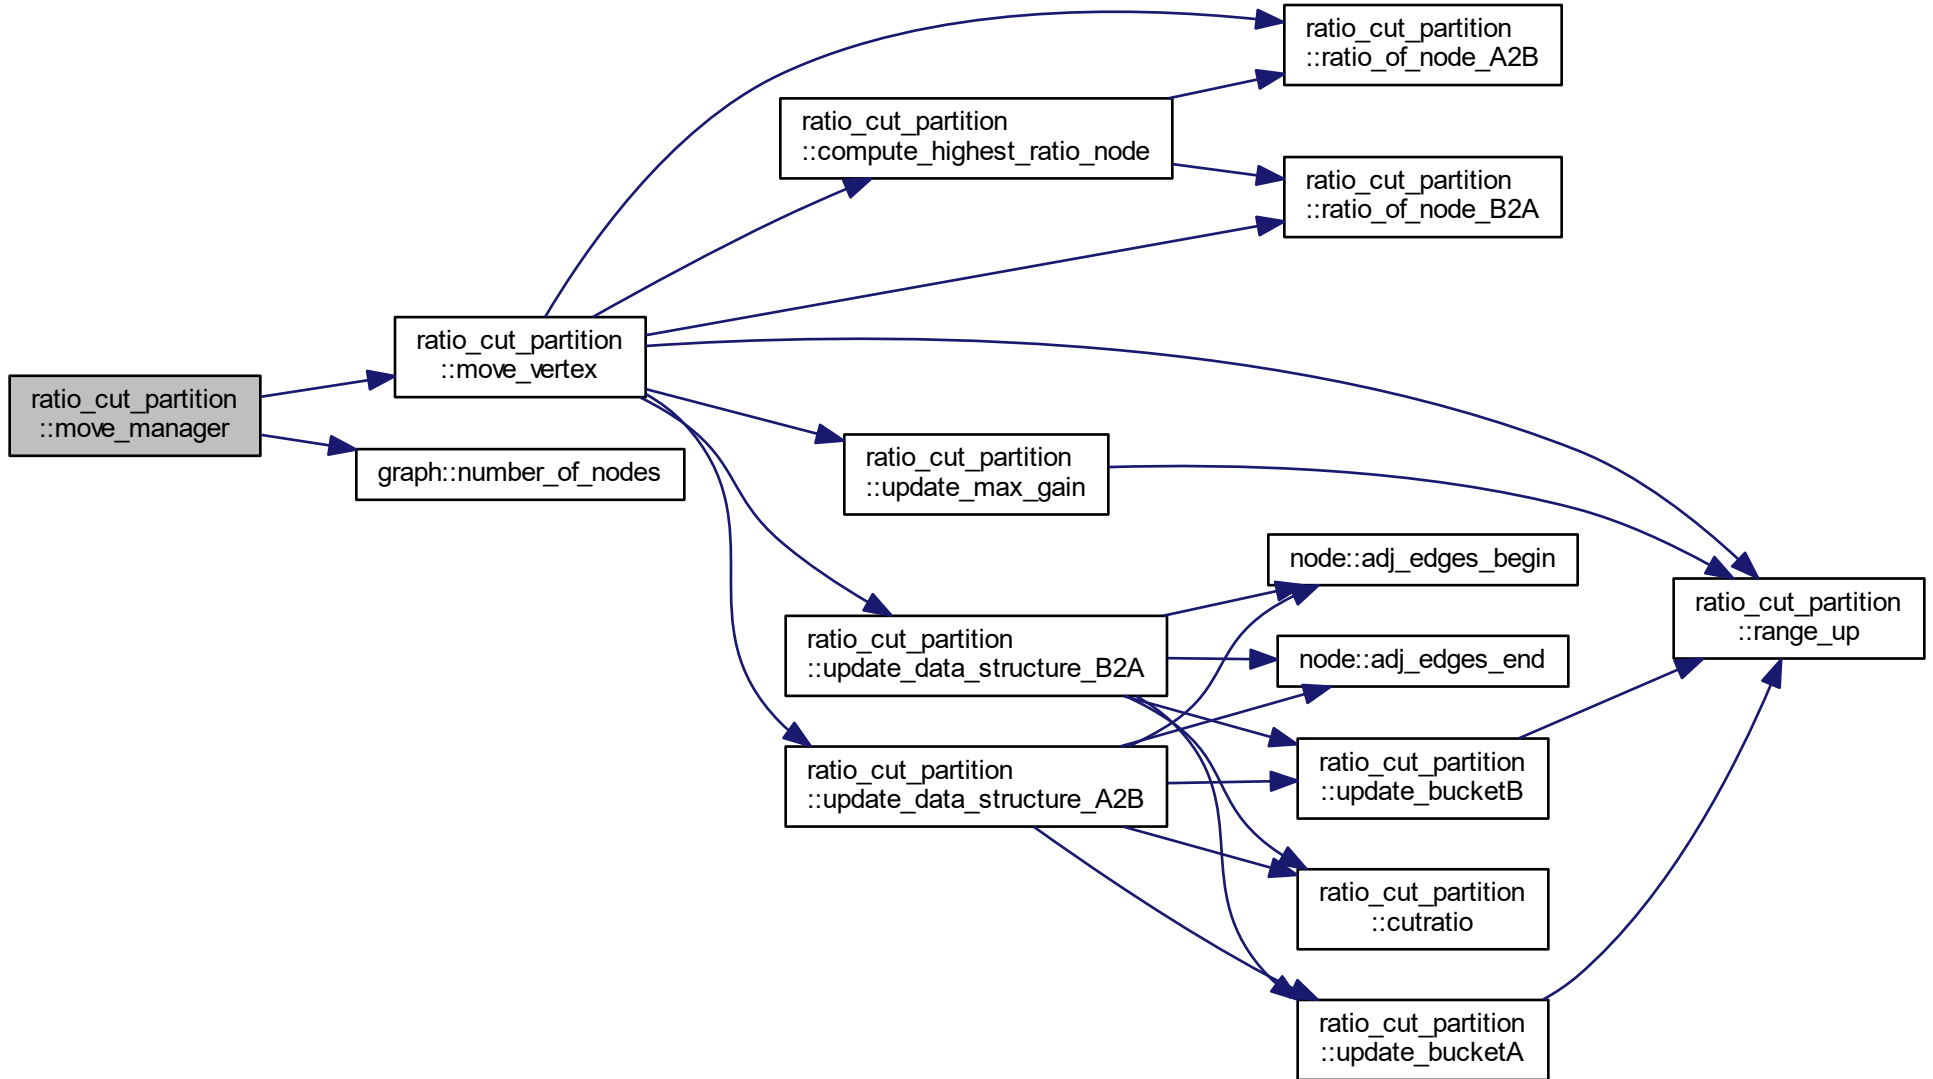 ratio_cut_partition
::ratio_of_node_A2B
ratio_cut_partition
::compute_highest_ratio_node
ratio_cut_partition
::ratio_of_node_B2A
ratio_cut_partition
::move_vertex
ratio_cut_partition
::move_manager
graph::number_of_nodes
ratio_cut_partition
::update_max_gain
node::adj_edges_begin
ratio_cut_partition
::range_up
ratio_cut_partition
::update_data_structure_B2A
node::adj_edges_end
ratio_cut_partition
::update_data_structure_A2B
ratio_cut_partition
::update_bucketB
ratio_cut_partition
::cutratio
ratio_cut_partition
::update_bucketA